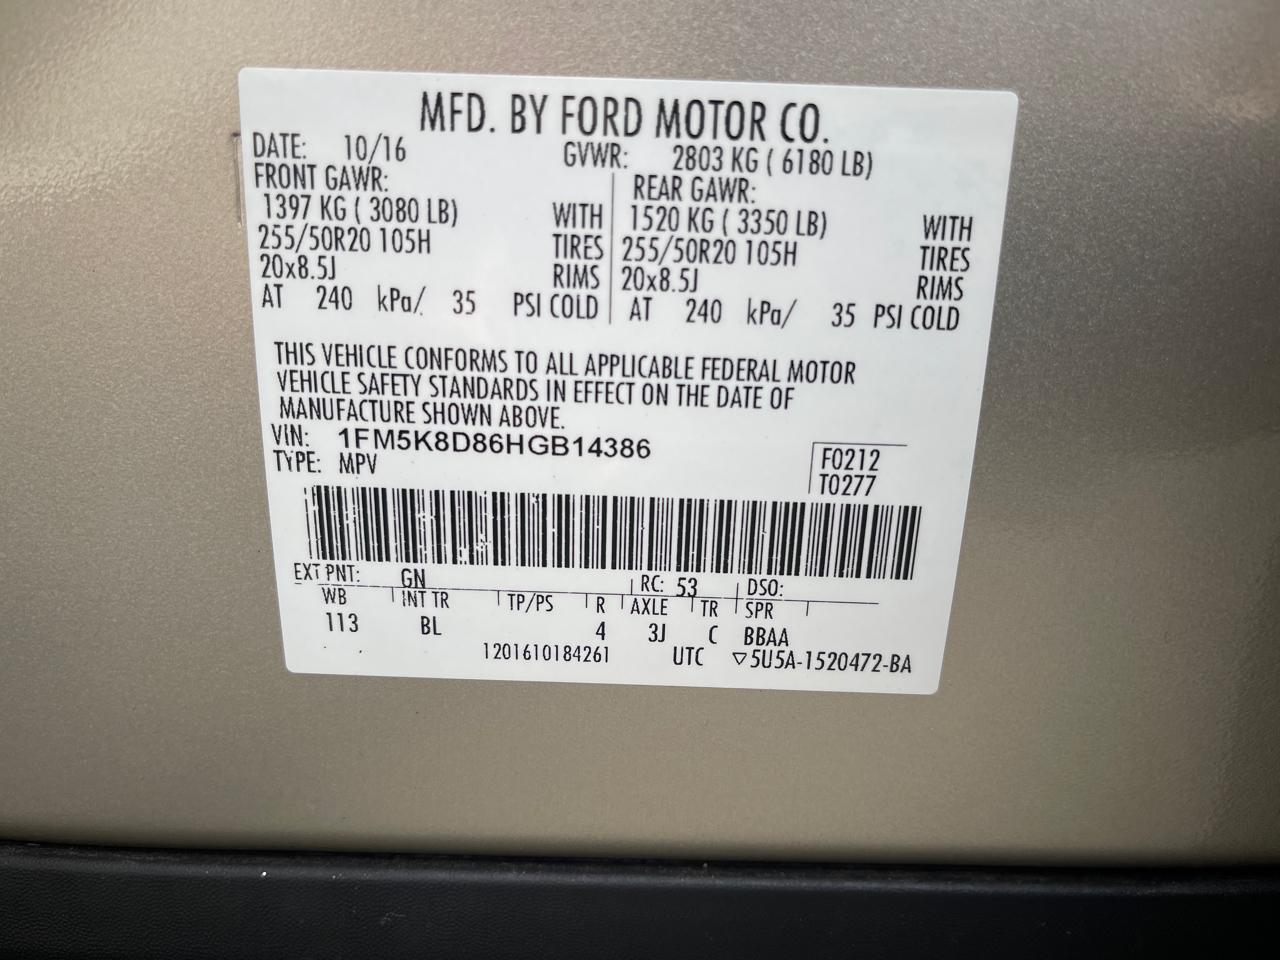 MFD. BY FORD MOTOR CO.
DATE: 10/16 GVWR: 2803 KG ( 6180 LB)
FRONT GAWR: REAR GAWR:
1397 KG ( 3080 LB) WITH 1520 KG ( 3350 LB) WITH
255/50R20 105H TIRES 255/50R20 105H TIRES
20x8.5J RIMS 20x8.5J RIMS
AT 240 kPa/ 35 PSI COLD AT 240 kPa/ 35 PSI COLD
THIS VEHICLE CONFORMS TO ALL APPLICABLE FEDERAL MOTOR
VEHICLE SAFETY STANDARDS IN EFFECT ON THE DATE OF
MANUFACTURE SHOWN ABOVE.
VIN: 1FM5K8D86HGB14386
TYPE: MPV
F0212
T0277
EXT PNT: GN RC: 53 DSO:
WB INT TR TP/PS R AXLE TR SPR
113 BL 4 3J C BBAA
1201610184261 UTC ▽5U5A-1520472-BA